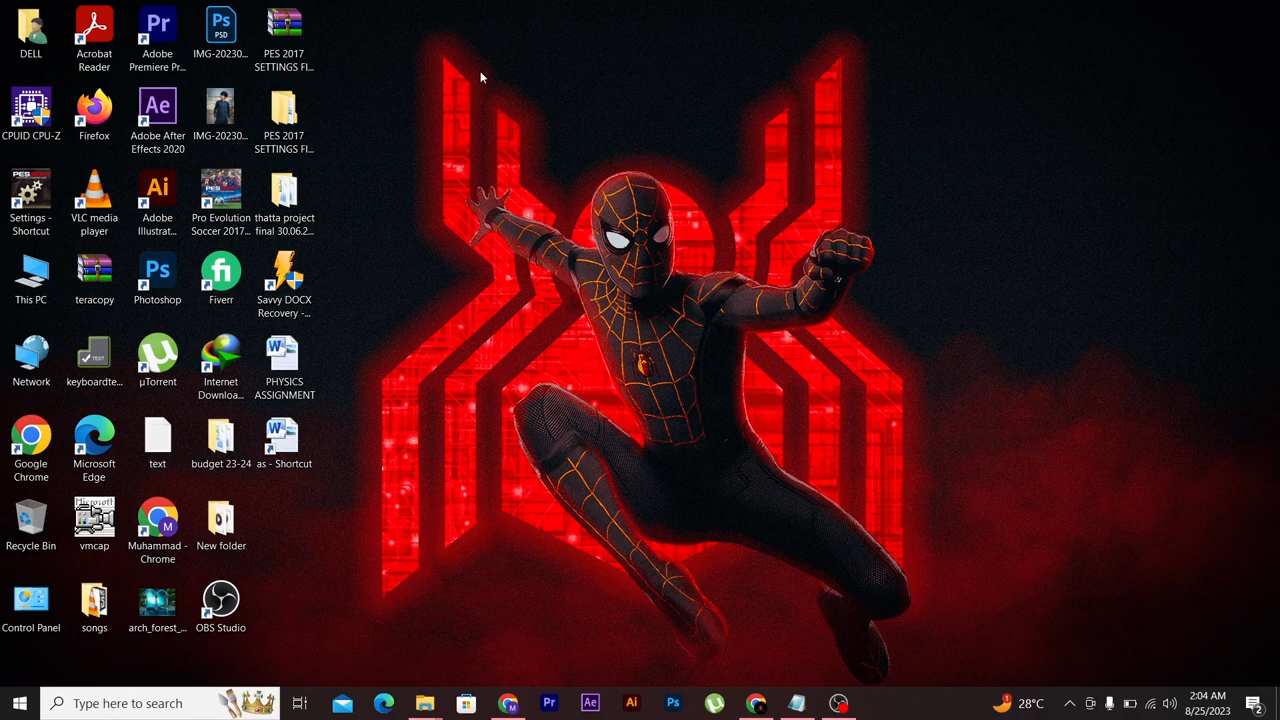 DELL
Acrobat
Reader
Adobe
Premiere Pr...
PSD
IMG-20230...
PES 2017
SETTINGS FI...
CPUID CPU-Z
Firefox
Adobe After
Effects 2020
IMG-20230...
PES 2017
SETTINGS FI...
Settings -
Shortcut
VLC media
player
Adobe
Illustrat...
Pro Evolution
Soccer 2017...
thatta project
final 30.06.2...
This PC
teracopy
Photoshop
Fiverr
Savvy DOCX
Recovery -...
Network
keyboardte...
µTorrent
Internet
Downloa...
PHYSICS
ASSIGNMENT
Google
Chrome
Microsoft
Edge
text
budget 23-24
as - Shortcut
Recycle Bin
vmcap
Muhammad -
Chrome
New folder
Control Panel
songs
arch_forest_...
OBS Studio
Type here to search
28°C
2:04 AM
8/25/2023